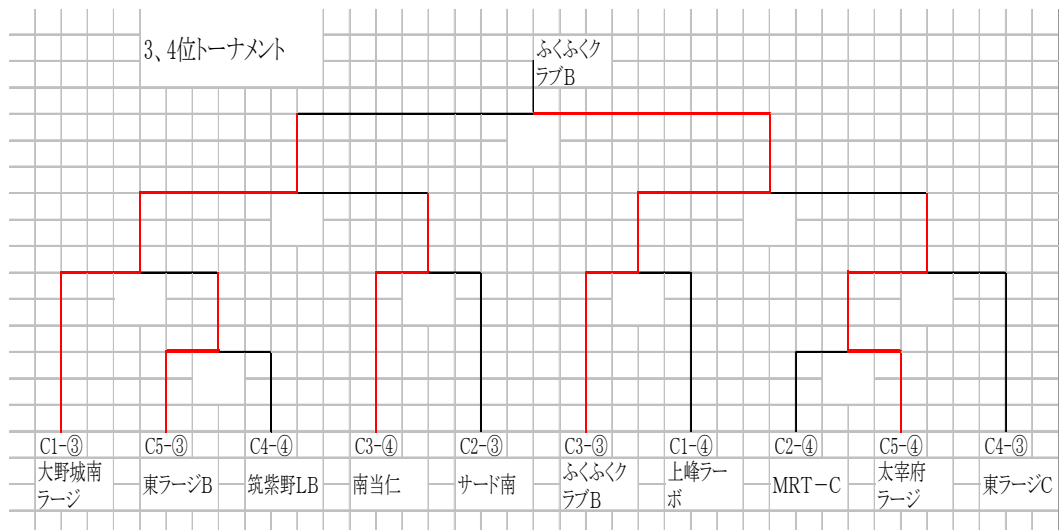 3、4位トーナメント
ふくふくク
ラブB
C1-③
C5-③
C4-④
C3-④
C2-③
C3-③
C1-④
C2-④
C5-④
C4-③
大野城南
ラージ
東ラージB
筑紫野LB
南当仁
サード南
ふくふくク
ラブB
上峰ラー
ボ
MRT－C
太宰府
ラージ
東ラージC